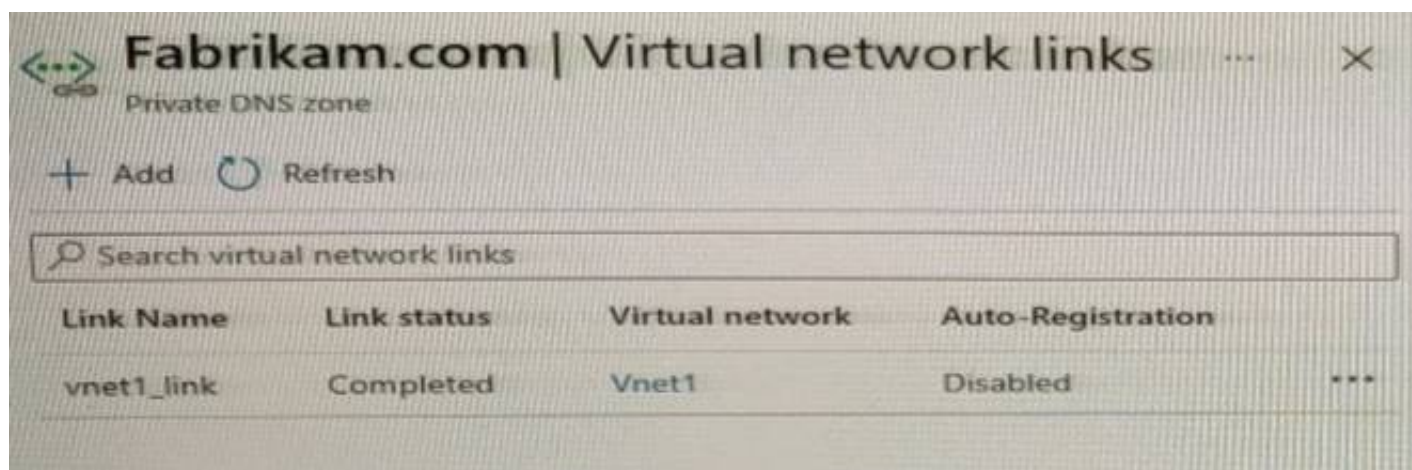 Fabrikam.com | Virtual network links ... ×
Private DNS zone
+ Add Refresh
Search virtual network links
Link Name Link status Virtual network Auto-Registration
vnet1_link Completed Vnet1 Disabled ...